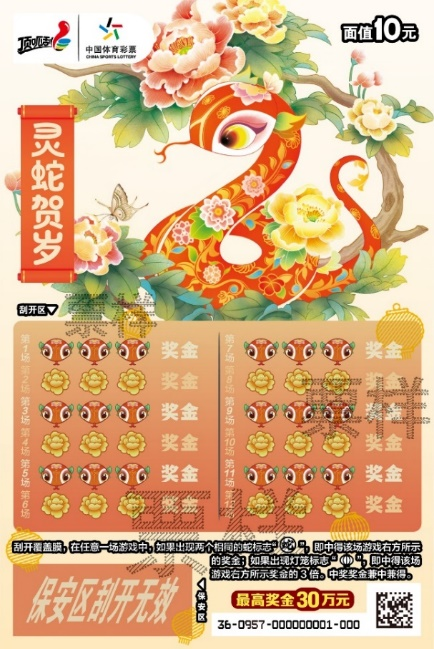 顶呱刮
中国体育彩票
CHINA SPORTS LOTTERY
面值10元
灵蛇贺岁
刮开区
票样
第1场 奖金
第2场 奖金
第3场 奖金
第4场 奖金
第5场 奖金
第6场 奖金
第7场 奖金
第8场 奖金
第9场 奖金
第10场 奖金
第11场 奖金
奖金
票样
票样
刮开覆盖膜，在任意一场游戏中，如果出现两个相同的蛇标志“ ”，即中得该场游戏右方所示
的奖金；如果出现灯笼标志“ ”，即中得该场
游戏右方所示奖金的3倍。中奖奖金兼中兼得。
保安区刮开无效
保安区
最高奖金30万元
36-0957-000000001-000